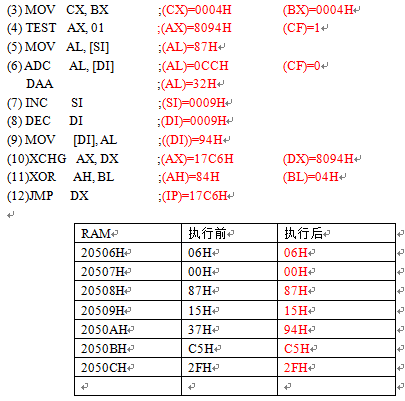 (3) MOV CX, BX ;(CX)=0004H (BX)=0004H
(4) TEST AX, 01 ;(AX)=8094H (CF)=1
(5) MOV AL, [SI] ;(AL)=87H
(6) ADC AL, [DI] ;(AL)=0CCH (CF)=0
DAA ;(AL)=32H
(7) INC SI ;(SI)=0009H
(8) DEC DI ;(DI)=0009H
(9) MOV [DI], AL ;((DI))=94H
(10)XCHG AX, DX ;(AX)=17C6H (DX)=8094H
(11)XOR AH, BL ;(AH)=84H (BL)=04H
(12)JMP DX ;(IP)=17C6H
RAM 执行前 执行后
20506H 06H 06H
20507H 00H 00H
20508H 87H 87H
20509H 15H 15H
2050AH 37H 94H
2050BH C5H C5H
2050CH 2FH 2FH